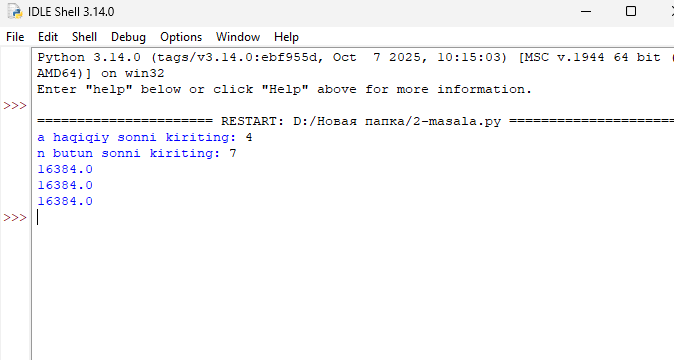 IDLE Shell 3.14.0
File Edit Shell Debug Options Window Help
Python 3.14.0 (tags/v3.14.0:ebf955d, Oct  7 2025, 10:15:03) [MSC v.1944 64 bit (
AMD64)] on win32
Enter "help" below or click "Help" above for more information.
>>>
====================== RESTART: D:/Новая папка/2-masala.py =====================
a haqiqiy sonni kiriting: 4
n butun sonni kiriting: 7
16384.0
16384.0
16384.0
>>>